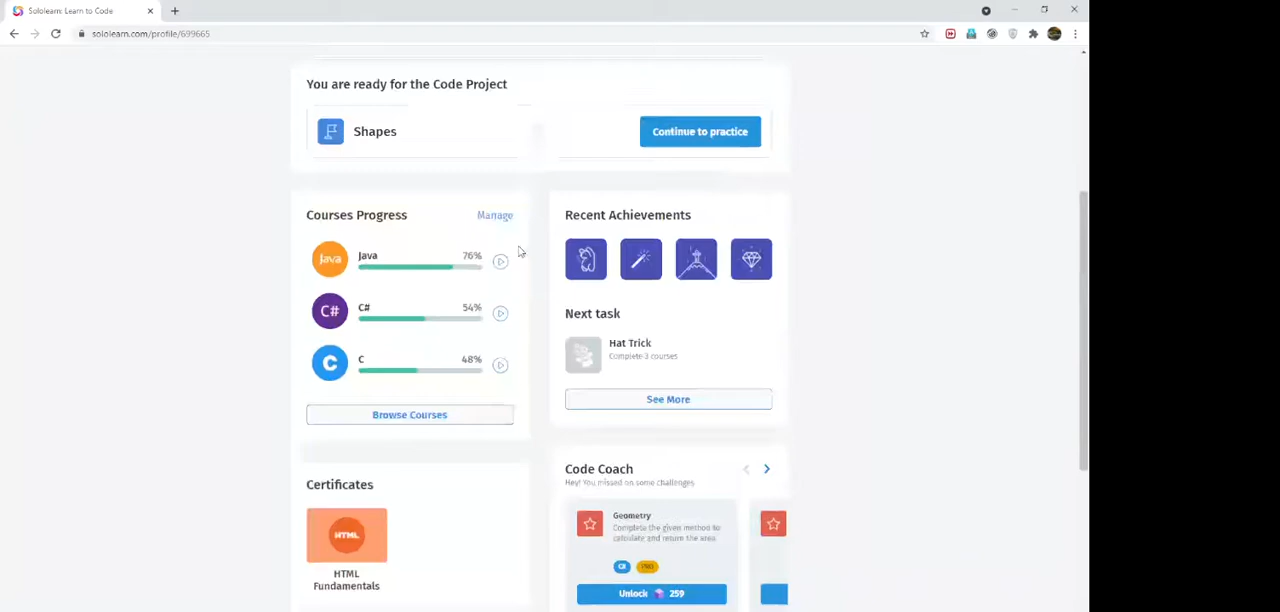 Sololearn: Learn to Code
sololearn.com/profile/699665
You are ready for the Code Project
Shapes
Continue to practice
Courses Progress
Manage
Java
Java
76%
C#
C#
54%
C
C
48%
Browse Courses
Recent Achievements
Next task
Hat Trick
Complete 3 courses
See More
Certificates
HTML
HTML
Fundamentals
Code Coach
Hey! You missed on some challenges
Geometry
Complete the given method to
calculate and return the area
C#
PRO
Unlock 259